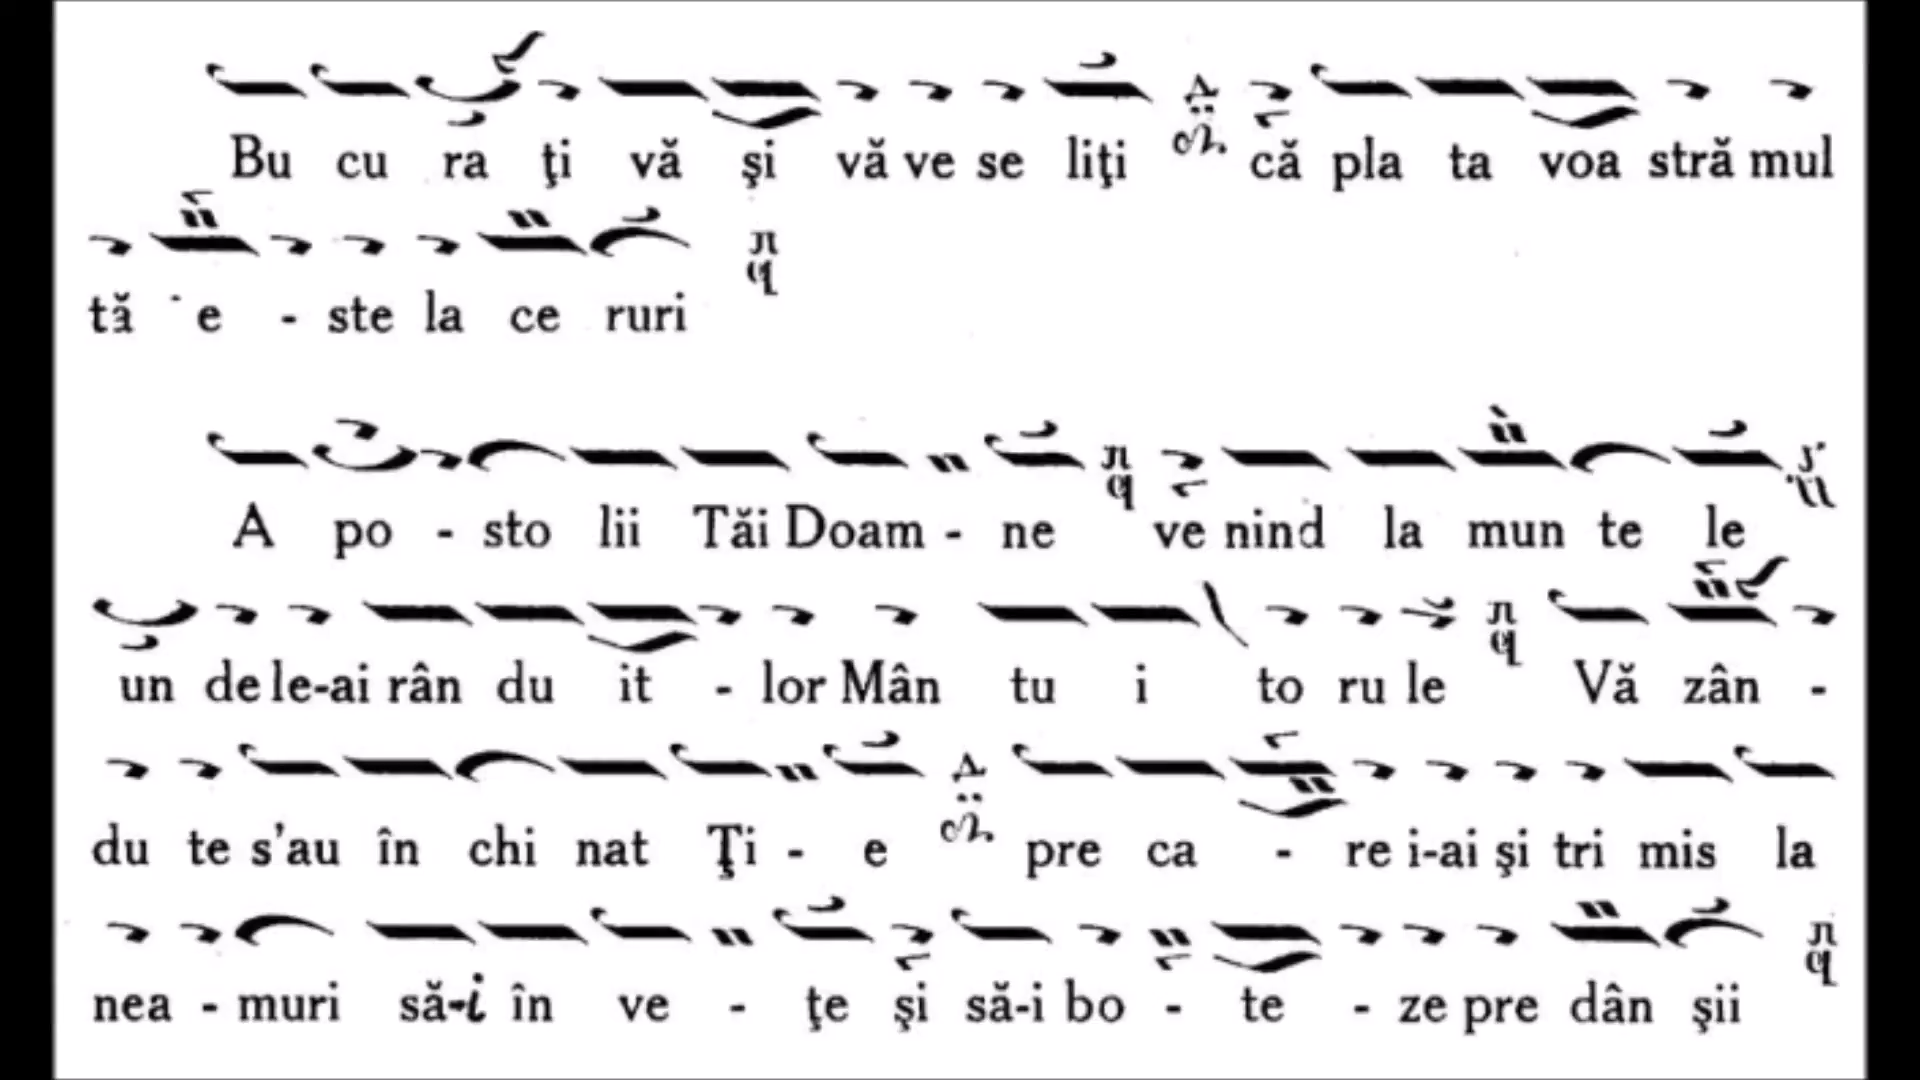 Bu cu ra ţi vă şi vă ve se liţi că pla ta voa stră mul
tă e - ste la ce ruri
A po - sto lii Tăi Doam - ne ve nind la mun te le
un de le-ai rân du it - lor Mân tu i to ru le Vă zân -
du te s'au în chi nat Ţi - e pre ca - re i-ai şi tri mis la
nea - muri să-i în ve - ţe şi să-i bo - te - ze pre dân şii